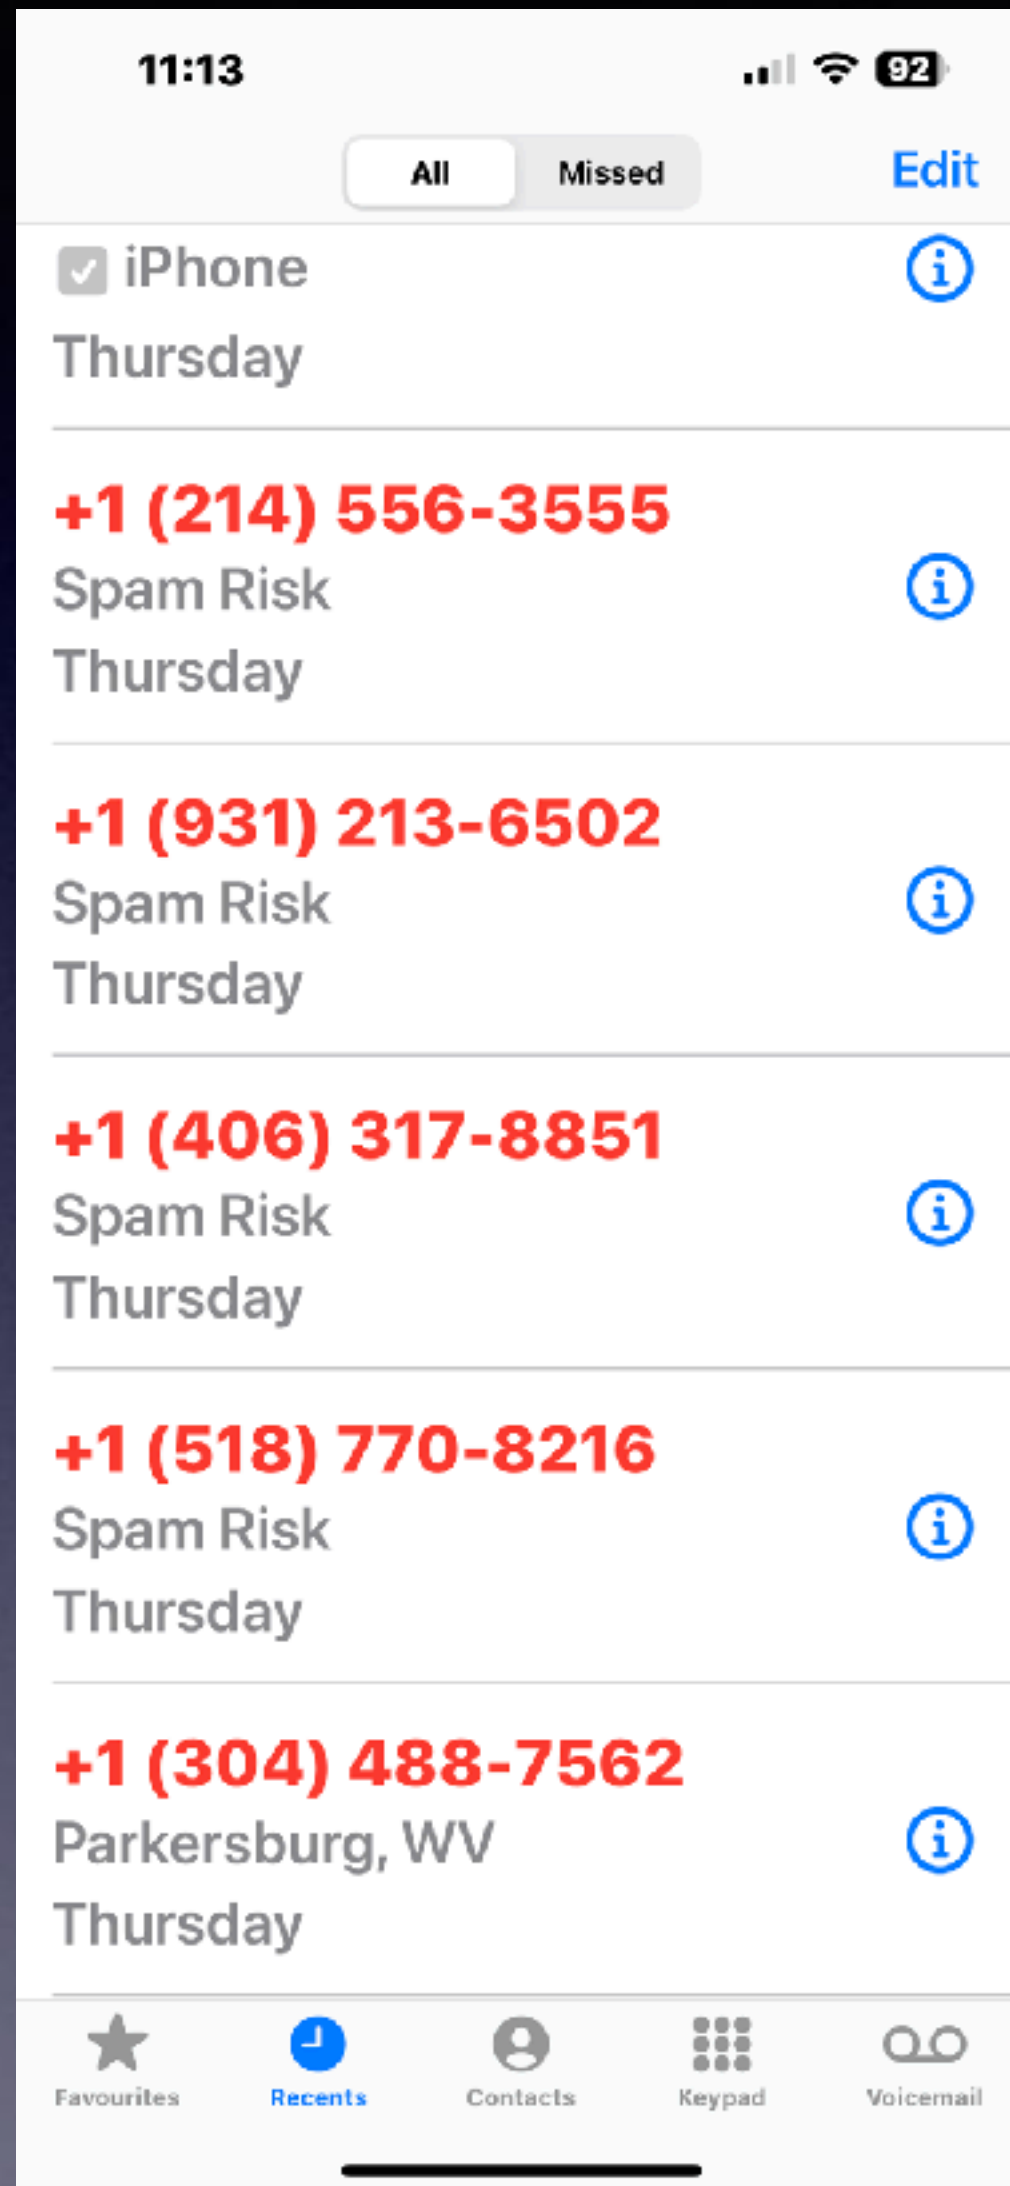 11:13
92
All
Missed
Edit
iPhone
Thursday
+1 (214) 556-3555
Spam Risk
Thursday
+1 (931) 213-6502
Spam Risk
Thursday
+1 (406) 317-8851
Spam Risk
Thursday
+1 (518) 770-8216
Spam Risk
Thursday
+1 (304) 488-7562
Parkersburg, WV
Thursday
Favourites
Recents
Contacts
Keypad
Voicemail